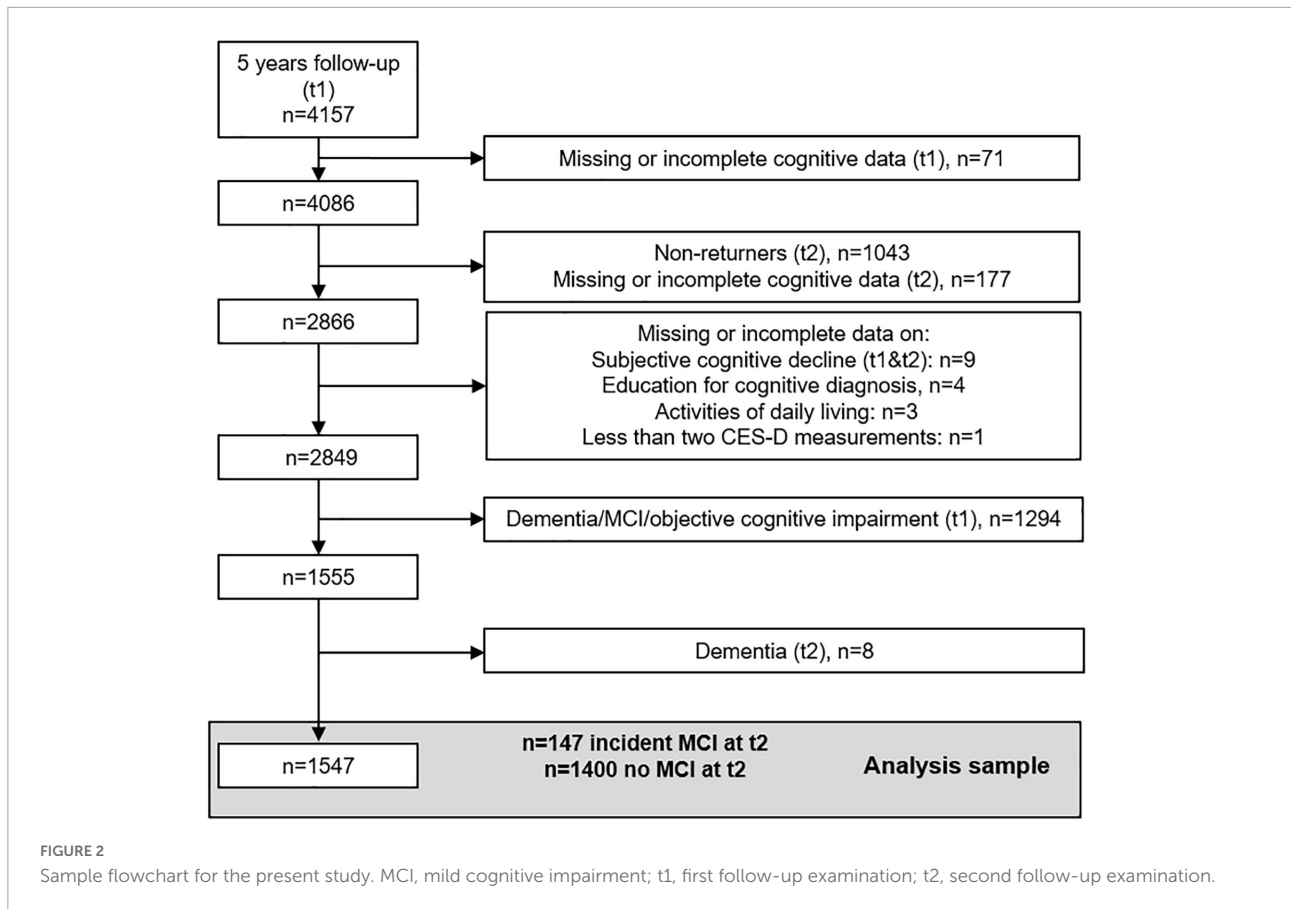 5 years follow-up
(t1)
n=4157
Missing or incomplete cognitive data (t1), n=71
n=4086
Non-returners (t2), n=1043
Missing or incomplete cognitive data (t2), n=177
n=2866
Missing or incomplete data on:
Subjective cognitive decline (t1&t2): n=9
Education for cognitive diagnosis, n=4
Activities of daily living: n=3
Less than two CES-D measurements: n=1
n=2849
Dementia/MCI/objective cognitive impairment (t1), n=1294
n=1555
Dementia (t2), n=8
n=1547
n=147 incident MCI at t2
n=1400 no MCI at t2
Analysis sample
FIGURE 2
Sample flowchart for the present study. MCI, mild cognitive impairment; t1, first follow-up examination; t2, second follow-up examination.